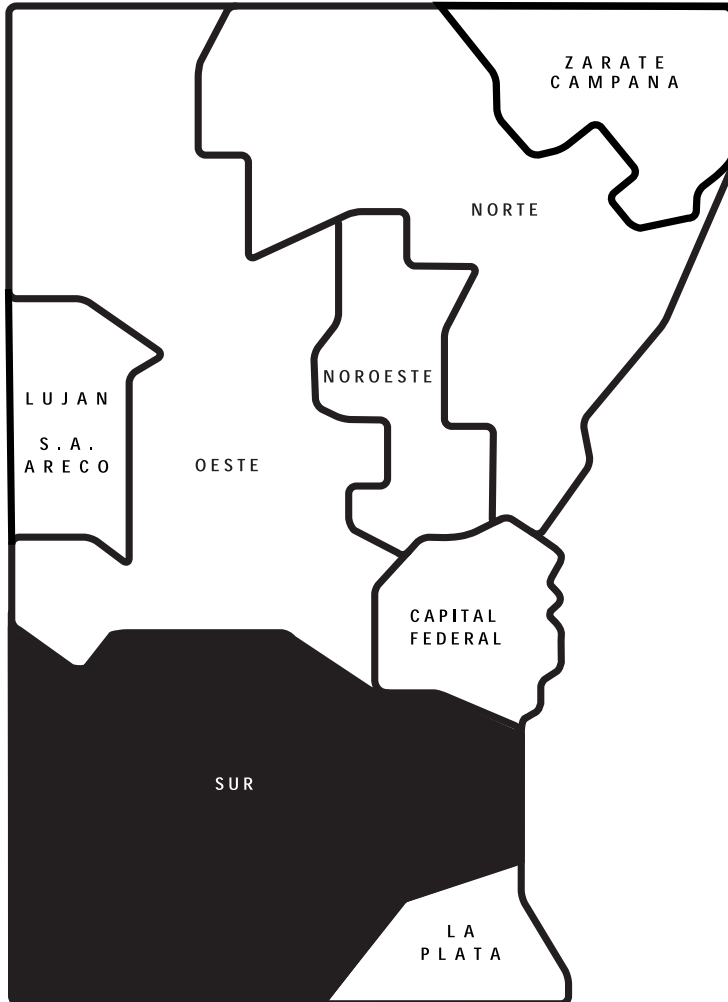 ZARATE
CAMPANA
NORTE
NOROESTE
LUJAN
S.A.
ARECO
OESTE
CAPITAL
FEDERAL
SUR
LA
PLATA